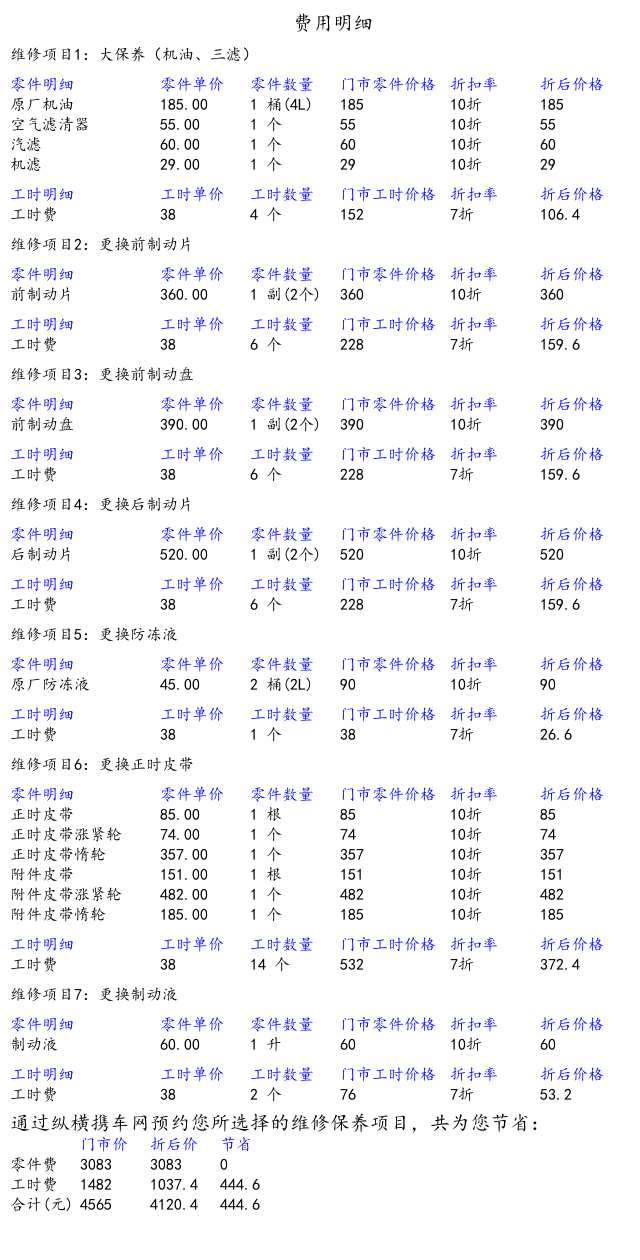 费用明细
维修项目1: 大保养（机油、三滤）
零件明细 零件单价 零件数量 门市零件价格 折扣率 折后价格
原厂机油 185.00 1 桶(4L) 185 10折 185
空气滤清器 55.00 1 个 55 10折 55
汽滤 60.00 1 个 60 10折 60
机滤 29.00 1 个 29 10折 29
工时明细 工时单价 工时数量 门市工时价格 折扣率 折后价格
工时费 38 4 个 152 7折 106.4
维修项目2: 更换前制动片
零件明细 零件单价 零件数量 门市零件价格 折扣率 折后价格
前制动片 360.00 1 副(2个) 360 10折 360
工时明细 工时单价 工时数量 门市工时价格 折扣率 折后价格
工时费 38 6 个 228 7折 159.6
维修项目3: 更换前制动盘
零件明细 零件单价 零件数量 门市零件价格 折扣率 折后价格
前制动盘 390.00 1 副(2个) 390 10折 390
工时明细 工时单价 工时数量 门市工时价格 折扣率 折后价格
工时费 38 6 个 228 7折 159.6
维修项目4: 更换后制动片
零件明细 零件单价 零件数量 门市零件价格 折扣率 折后价格
后制动片 520.00 1 副(2个) 520 10折 520
工时明细 工时单价 工时数量 门市工时价格 折扣率 折后价格
工时费 38 6 个 228 7折 159.6
维修项目5: 更换防冻液
零件明细 零件单价 零件数量 门市零件价格 折扣率 折后价格
原厂防冻液 45.00 2 桶(2L) 90 10折 90
工时明细 工时单价 工时数量 门市工时价格 折扣率 折后价格
工时费 38 1 个 38 7折 26.6
维修项目6: 更换正时皮带
零件明细 零件单价 零件数量 门市零件价格 折扣率 折后价格
正时皮带 85.00 1 根 85 10折 85
正时皮带涨紧轮 74.00 1 个 74 10折 74
正时皮带惰轮 357.00 1 个 357 10折 357
附件皮带 151.00 1 根 151 10折 151
附件皮带涨紧轮 482.00 1 个 482 10折 482
附件皮带惰轮 185.00 1 个 185 10折 185
工时明细 工时单价 工时数量 门市工时价格 折扣率 折后价格
工时费 38 14 个 532 7折 372.4
维修项目7: 更换制动液
零件明细 零件单价 零件数量 门市零件价格 折扣率 折后价格
制动液 60.00 1 升 60 10折 60
工时明细 工时单价 工时数量 门市工时价格 折扣率 折后价格
工时费 38 2 个 76 7折 53.2
通过纵横携车网预约您所选择的维修保养项目，共为您节省：
门市价 折后价 节省
零件费 3083 3083 0
工时费 1482 1037.4 444.6
合计(元) 4565 4120.4 444.6